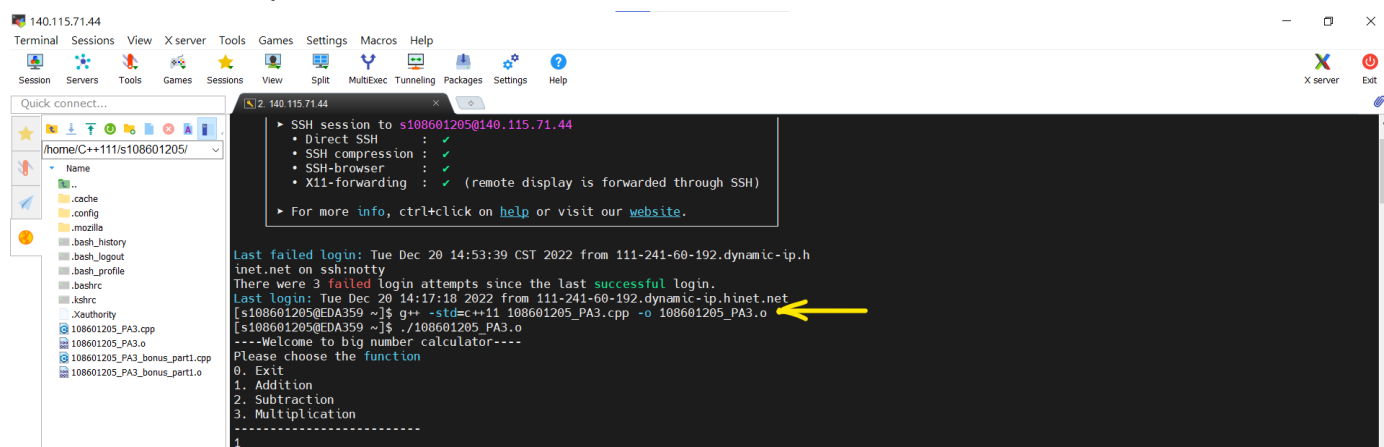 140.115.71.44
Terminal Sessions View X server Tools Games Settings Macros Help
Session Servers Tools Games Sessions View Split MultiExec Tunneling Packages Settings Help X server Exit
Quick connect...
2. 140.115.71.44
/home/C++111/s108601205/
Name
..
.cache
.config
.mozilla
.bash_history
.bash_logout
.bash_profile
.bashrc
.kshrc
.Xauthority
108601205_PA3.cpp
108601205_PA3.o
108601205_PA3_bonus_part1.cpp
108601205_PA3_bonus_part1.o
➤ SSH session to s108601205@140.115.71.44
• Direct SSH : ✔
• SSH compression : ✔
• SSH-browser : ✔
• X11-forwarding : ✔ (remote display is forwarded through SSH)
➤ For more info, ctrl+click on help or visit our website.
Last failed login: Tue Dec 20 14:53:39 CST 2022 from 111-241-60-192.dynamic-ip.h
inet.net on ssh:notty
There were 3 failed login attempts since the last successful login.
Last login: Tue Dec 20 14:17:18 2022 from 111-241-60-192.dynamic-ip.hinet.net
[s108601205@EDA359 ~]$ g++ -std=c++11 108601205_PA3.cpp -o 108601205_PA3.o
[s108601205@EDA359 ~]$ ./108601205_PA3.o
----Welcome to big number calculator----
Please choose the function
0. Exit
1. Addition
2. Subtraction
3. Multiplication
--------------------------
1